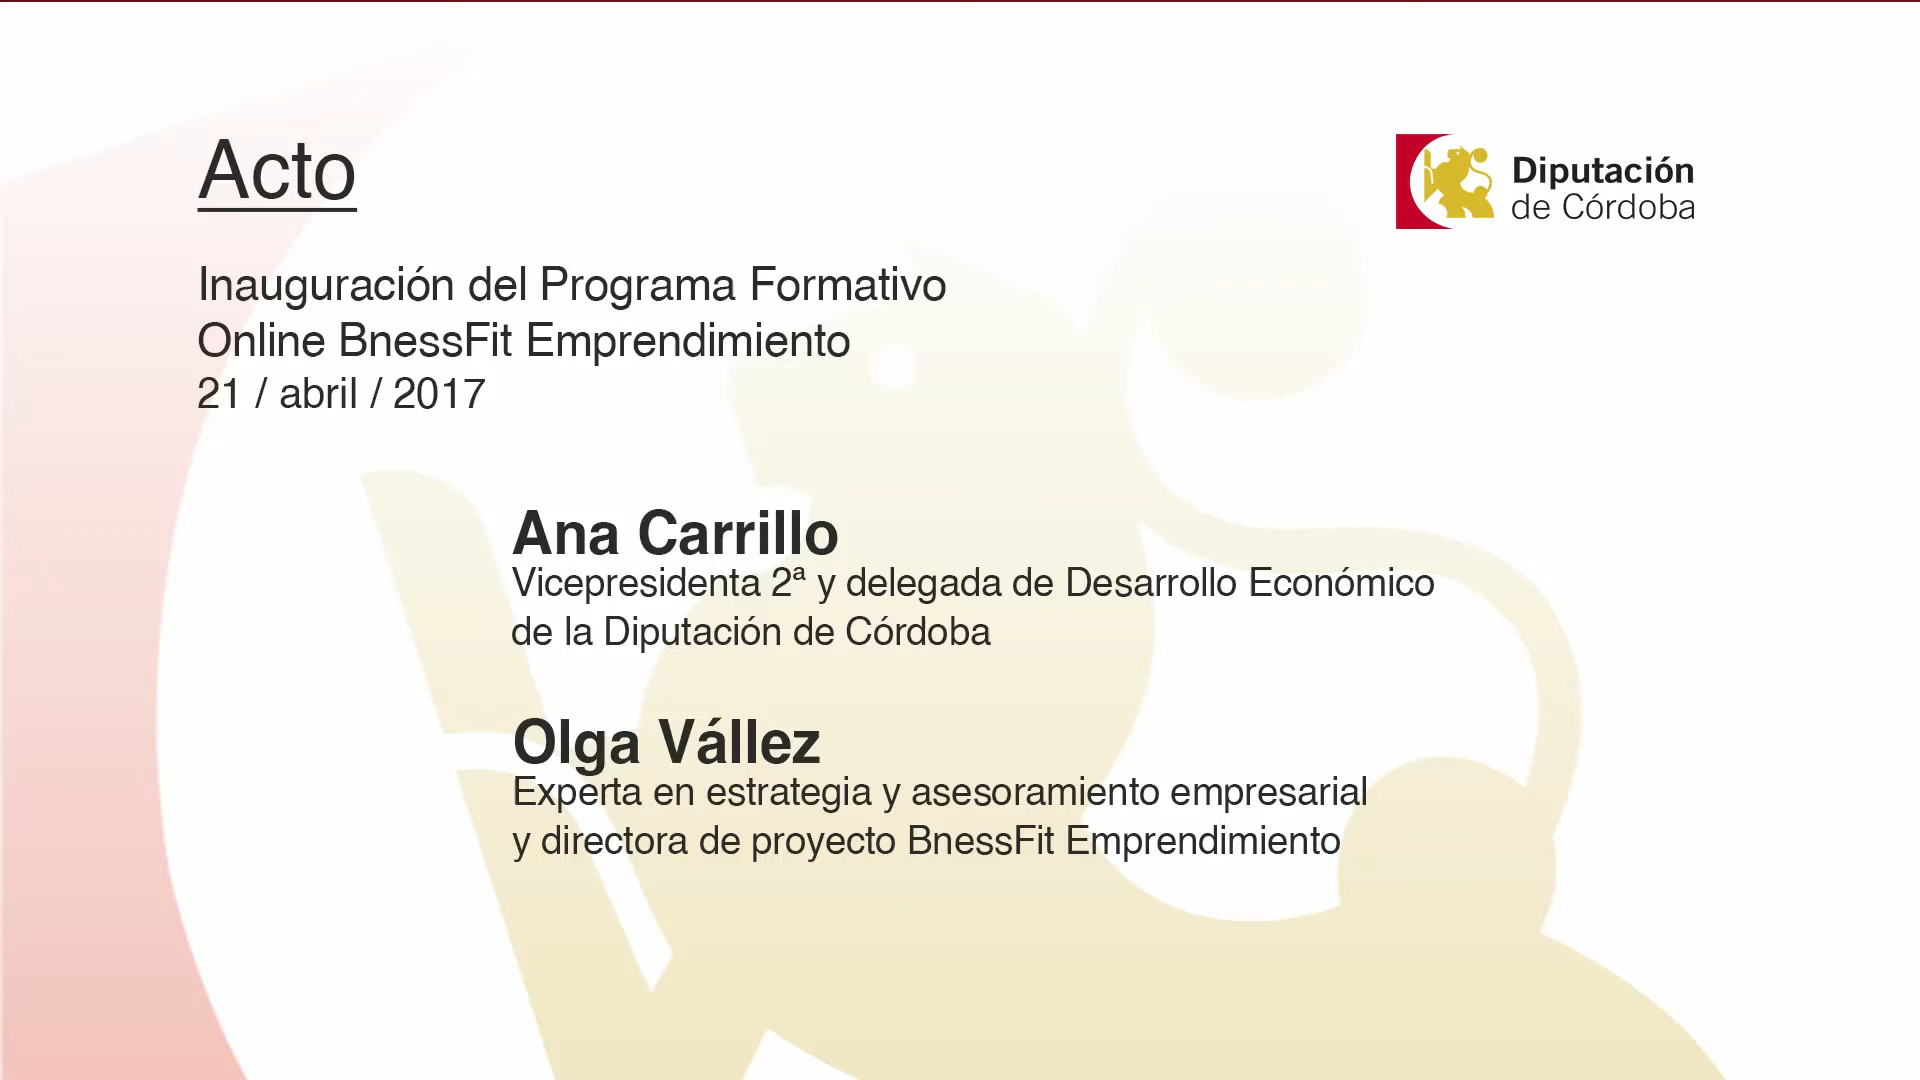 Acto
Diputación
de Córdoba
Inauguración del Programa Formativo
Online BnessFit Emprendimiento
21 / abril / 2017
Ana Carrillo
Vicepresidenta 2ª y delegada de Desarrollo Económico
de la Diputación de Córdoba
Olga Vállez
Experta en estrategia y asesoramiento empresarial
y directora de proyecto BnessFit Emprendimiento